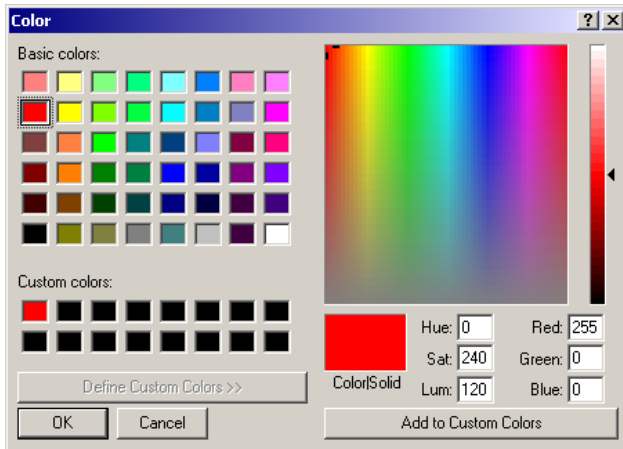 Color
Basic colors:
Custom colors:
Define Custom Colors >>
OK Cancel
Color|Solid
Hue: 0 Red: 255
Sat: 240 Green: 0
Lum: 120 Blue: 0
Add to Custom Colors